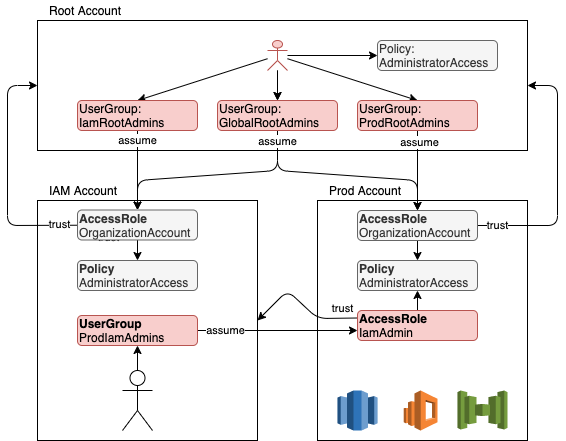 Root Account
Policy:
AdministratorAccess
UserGroup:
IamRootAdmins
UserGroup:
GlobalRootAdmins
UserGroup:
ProdRootAdmins
assume
assume
assume
IAM Account
Prod Account
AccessRole
OrganizationAccount
trust
trust
AccessRole
OrganizationAccount
trust
Policy
AdministratorAccess
Policy
AdministratorAccess
trust
UserGroup
ProdIamAdmins
assume
AccessRole
IamAdmin